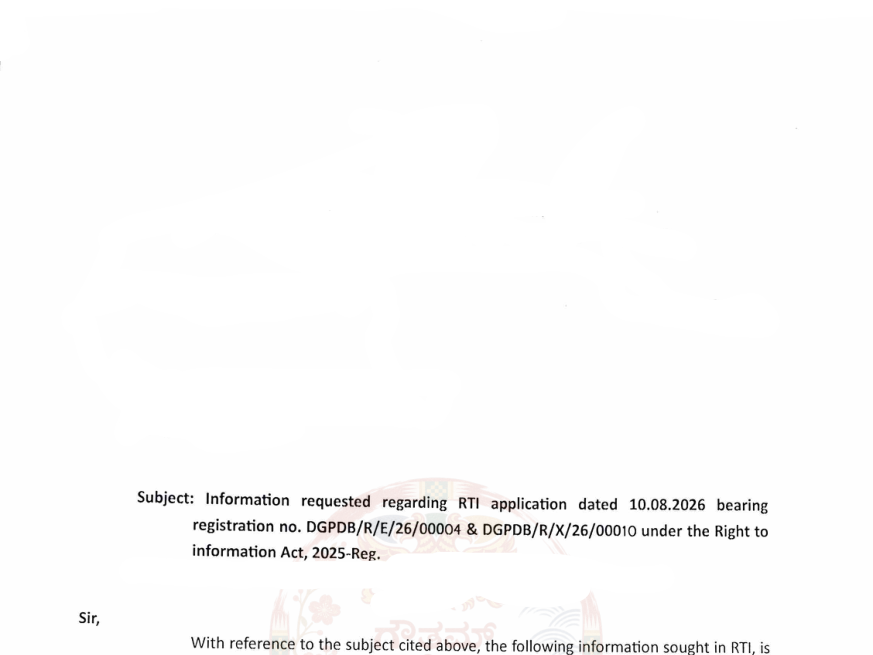 Subject: Information requested regarding RTI application dated 10.08.2026 bearing
registration no. DGPDB/R/E/26/00004 & DGPDB/R/X/26/00010 under the Right to
information Act, 2025-Reg.
Sir,
ಗೌತಮ್
With reference to the subject cited above, the following information sought in RTI, is